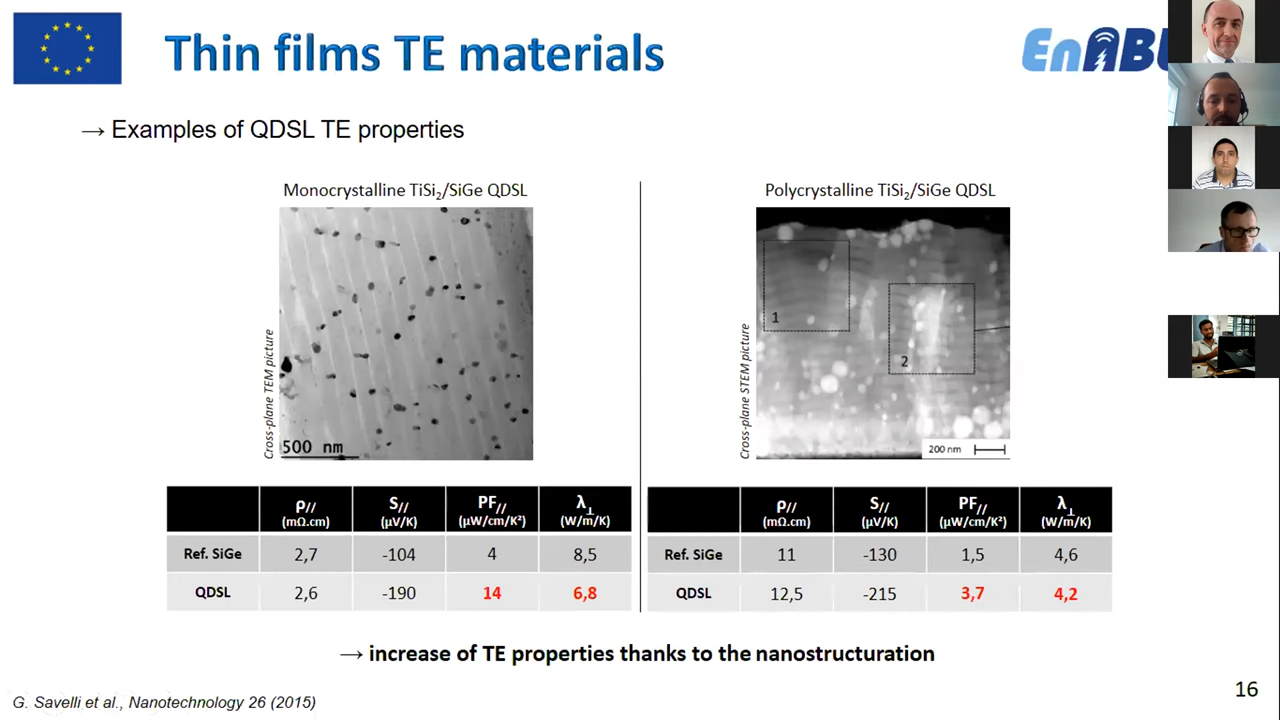 Thin films TE materials
EnABL
→ Examples of QDSL TE properties
Monocrystalline TiSi₂/SiGe QDSL
Cross-plane TEM picture
500 nm
ρ// (mΩ.cm) S// (µV/K) PF// (µW/cm/K²) λ⊥ (W/m/K)
Ref. SiGe 2,7 -104 4 8,5
QDSL 2,6 -190 14 6,8
Polycrystalline TiSi₂/SiGe QDSL
Cross-plane STEM picture
1
2
200 nm
ρ// (mΩ.cm) S// (µV/K) PF// (µW/cm/K²) λ⊥ (W/m/K)
Ref. SiGe 11 -130 1,5 4,6
QDSL 12,5 -215 3,7 4,2
→ increase of TE properties thanks to the nanostructuration
G. Savelli et al., Nanotechnology 26 (2015)
16